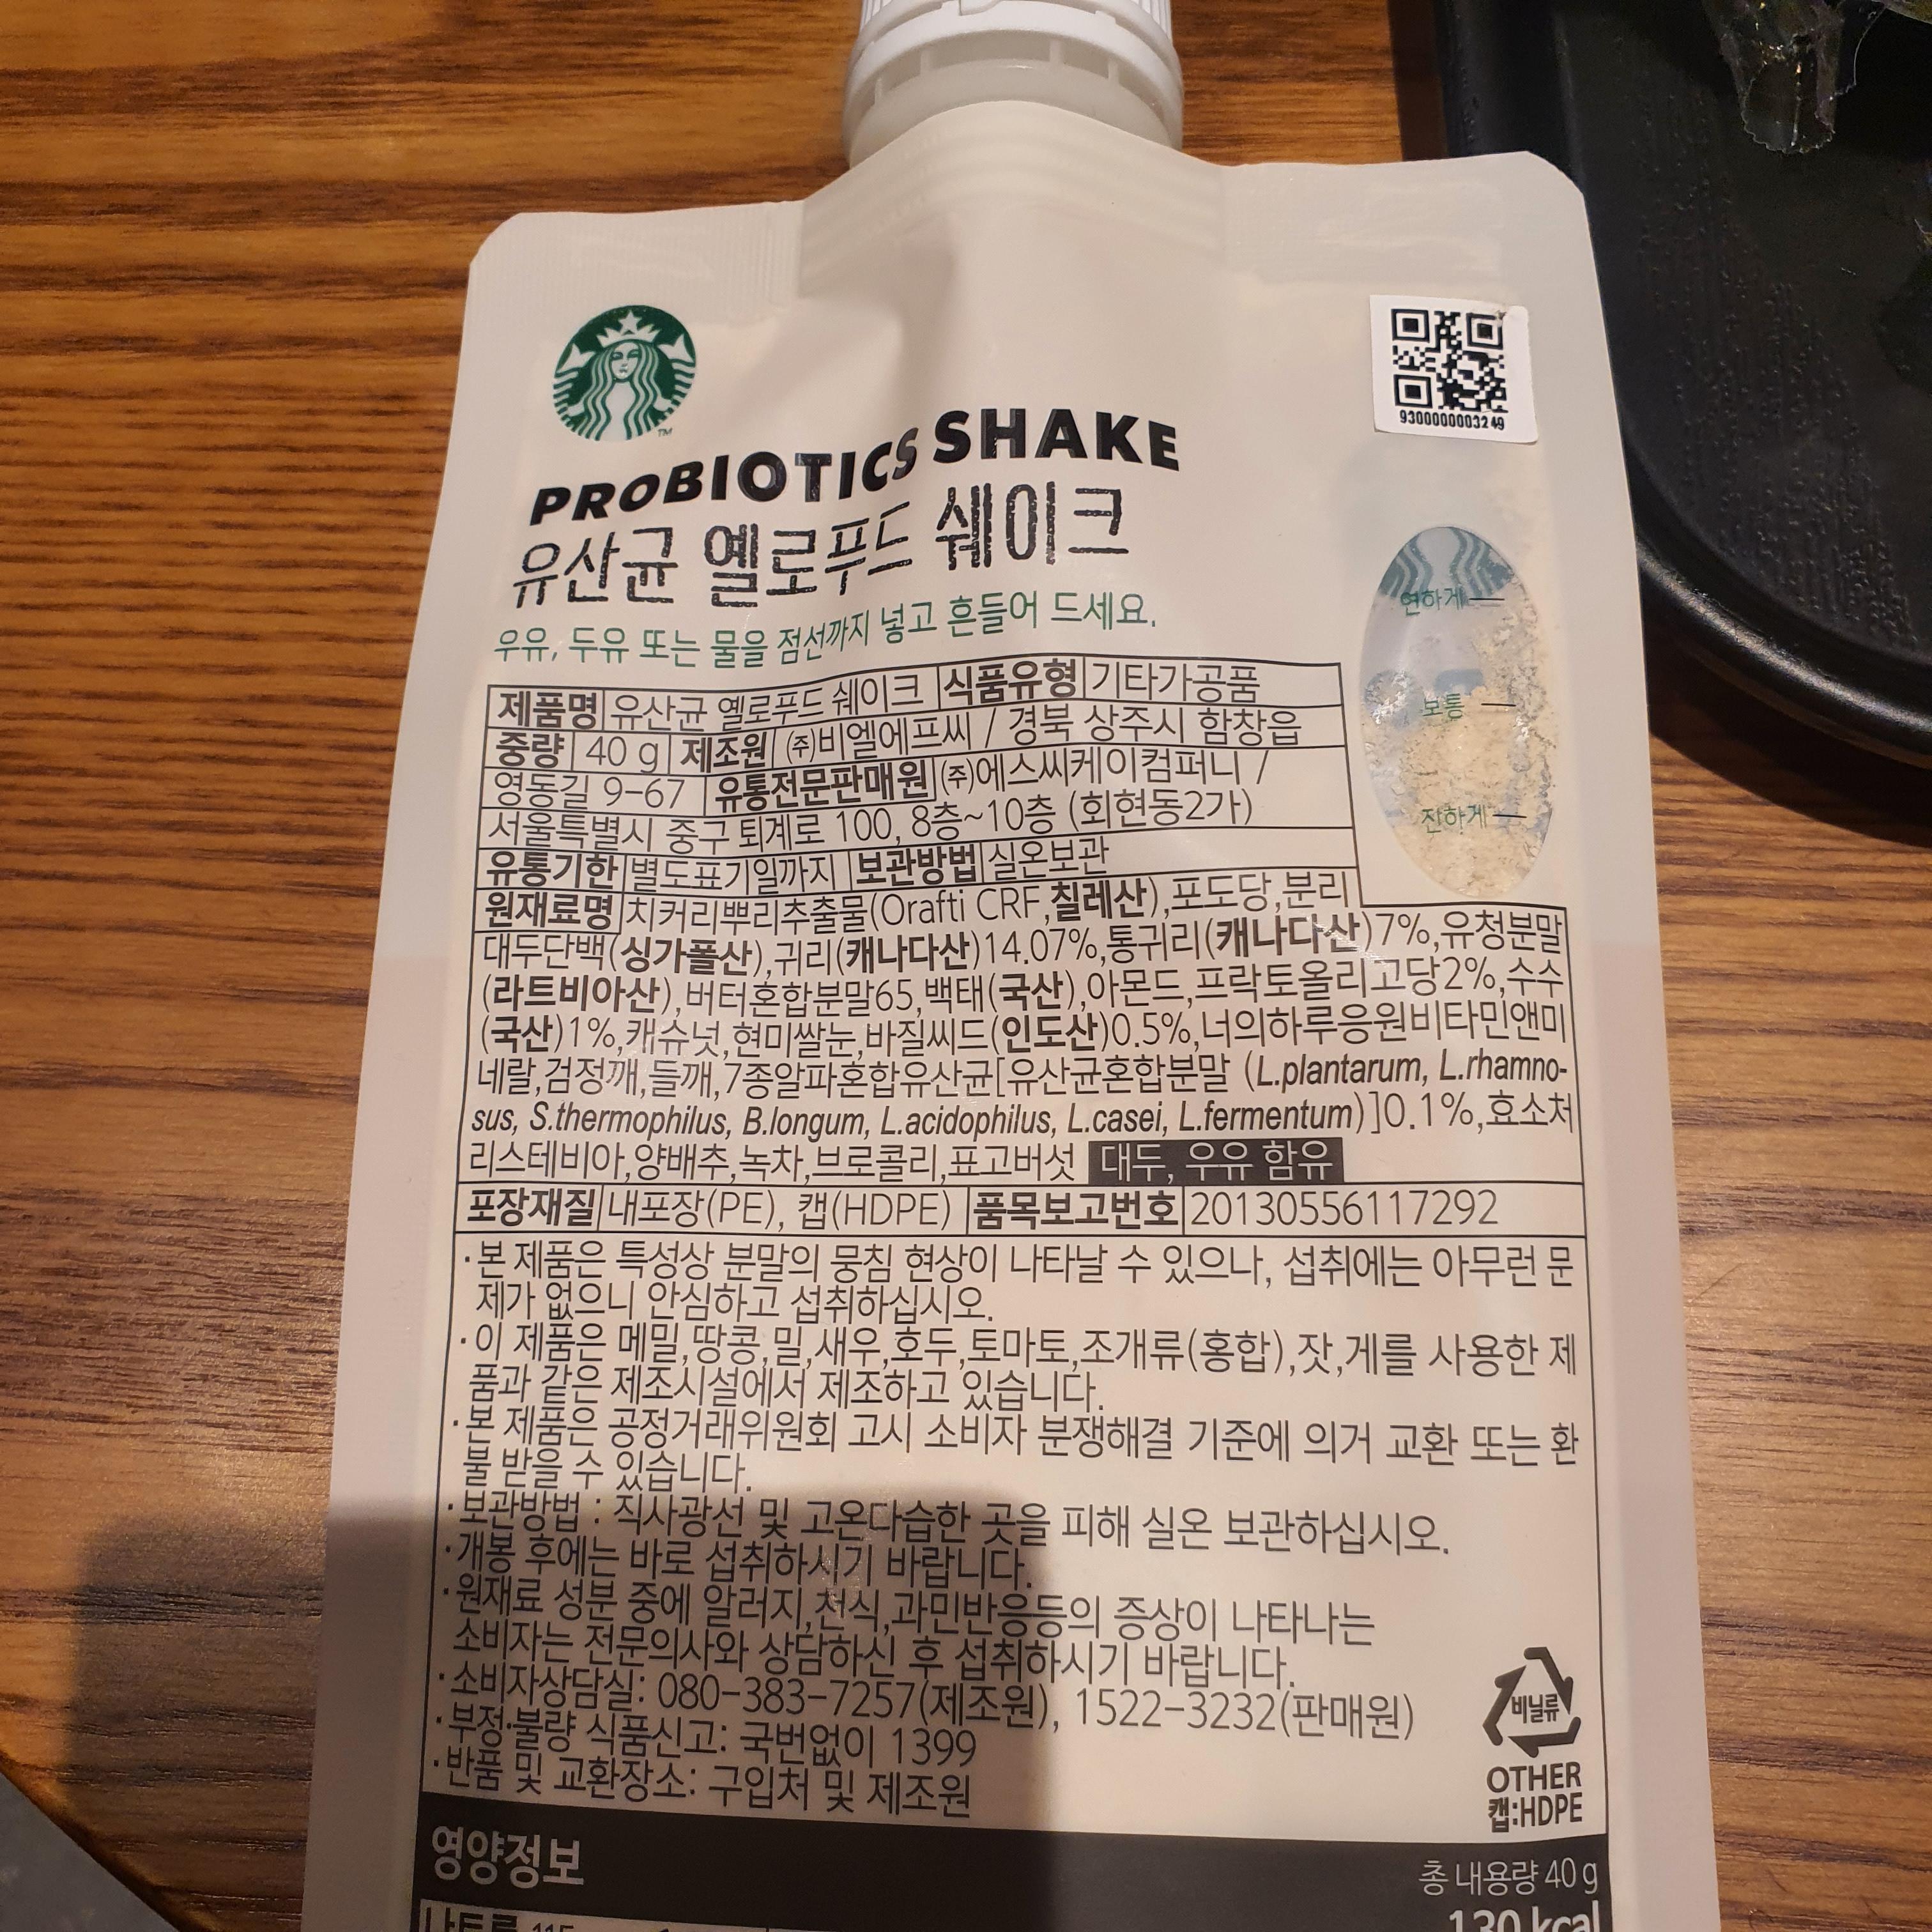 9300000003249
TM
PROBIOTICS SHAKE
유산균 옐로푸드 쉐이크
우유, 두유 또는 물을 점선까지 넣고 흔들어 드세요.
연하게
보통
진하게
제품명 유산균 옐로푸드 쉐이크 식품유형 기타가공품
중량 40 g 제조원 (주)비엘에프씨 / 경북 상주시 함창읍
영동길 9-67 유통전문판매원 (주)에스씨케이컴퍼니 /
서울특별시 중구 퇴계로 100, 8층~10층 (회현동2가)
유통기한 별도표기일까지 보관방법 실온보관
원재료명 치커리뿌리추출물(Orafti CRF,칠레산),포도당,분리
대두단백(싱가폴산),귀리(캐나다산)14.07%,통귀리(캐나다산)7%,유청분말
(라트비아산),버터혼합분말65,백태(국산),아몬드,프락토올리고당2%,수수
(국산)1%,캐슈넛,현미쌀눈,바질씨드(인도산)0.5%,너의하루응원비타민앤미
네랄,검정깨,들깨,7종알파혼합유산균[유산균혼합분말 (L.plantarum, L.rhamno-
sus, S.thermophilus, B.longum, L.acidophilus, L.casei, L.fermentum)]0.1%,효소처
리스테비아,양배추,녹차,브로콜리,표고버섯 대두, 우유 함유
포장재질 내포장(PE), 캡(HDPE) 품목보고번호 20130556117292
·본 제품은 특성상 분말의 뭉침 현상이 나타날 수 있으나, 섭취에는 아무런 문
제가 없으니 안심하고 섭취하십시오.
·이 제품은 메밀,땅콩,밀,새우,호두,토마토,조개류(홍합),잣,게를 사용한 제
품과 같은 제조시설에서 제조하고 있습니다.
·본 제품은 공정거래위원회 고시 소비자 분쟁해결 기준에 의거 교환 또는 환
불 받을 수 있습니다.
·보관방법 : 직사광선 및 고온다습한 곳을 피해 실온 보관하십시오.
·개봉 후에는 바로 섭취하시기 바랍니다.
·원재료 성분 중에 알러지,천식,과민반응등의 증상이 나타나는
소비자는 전문의사와 상담하신 후 섭취하시기 바랍니다.
·소비자상담실: 080-383-7257(제조원), 1522-3232(판매원)
·부정·불량 식품신고: 국번없이 1399
·반품 및 교환장소: 구입처 및 제조원
비닐류
OTHER
캡:HDPE
영양정보
총 내용량 40 g
130 kcal
나트륨